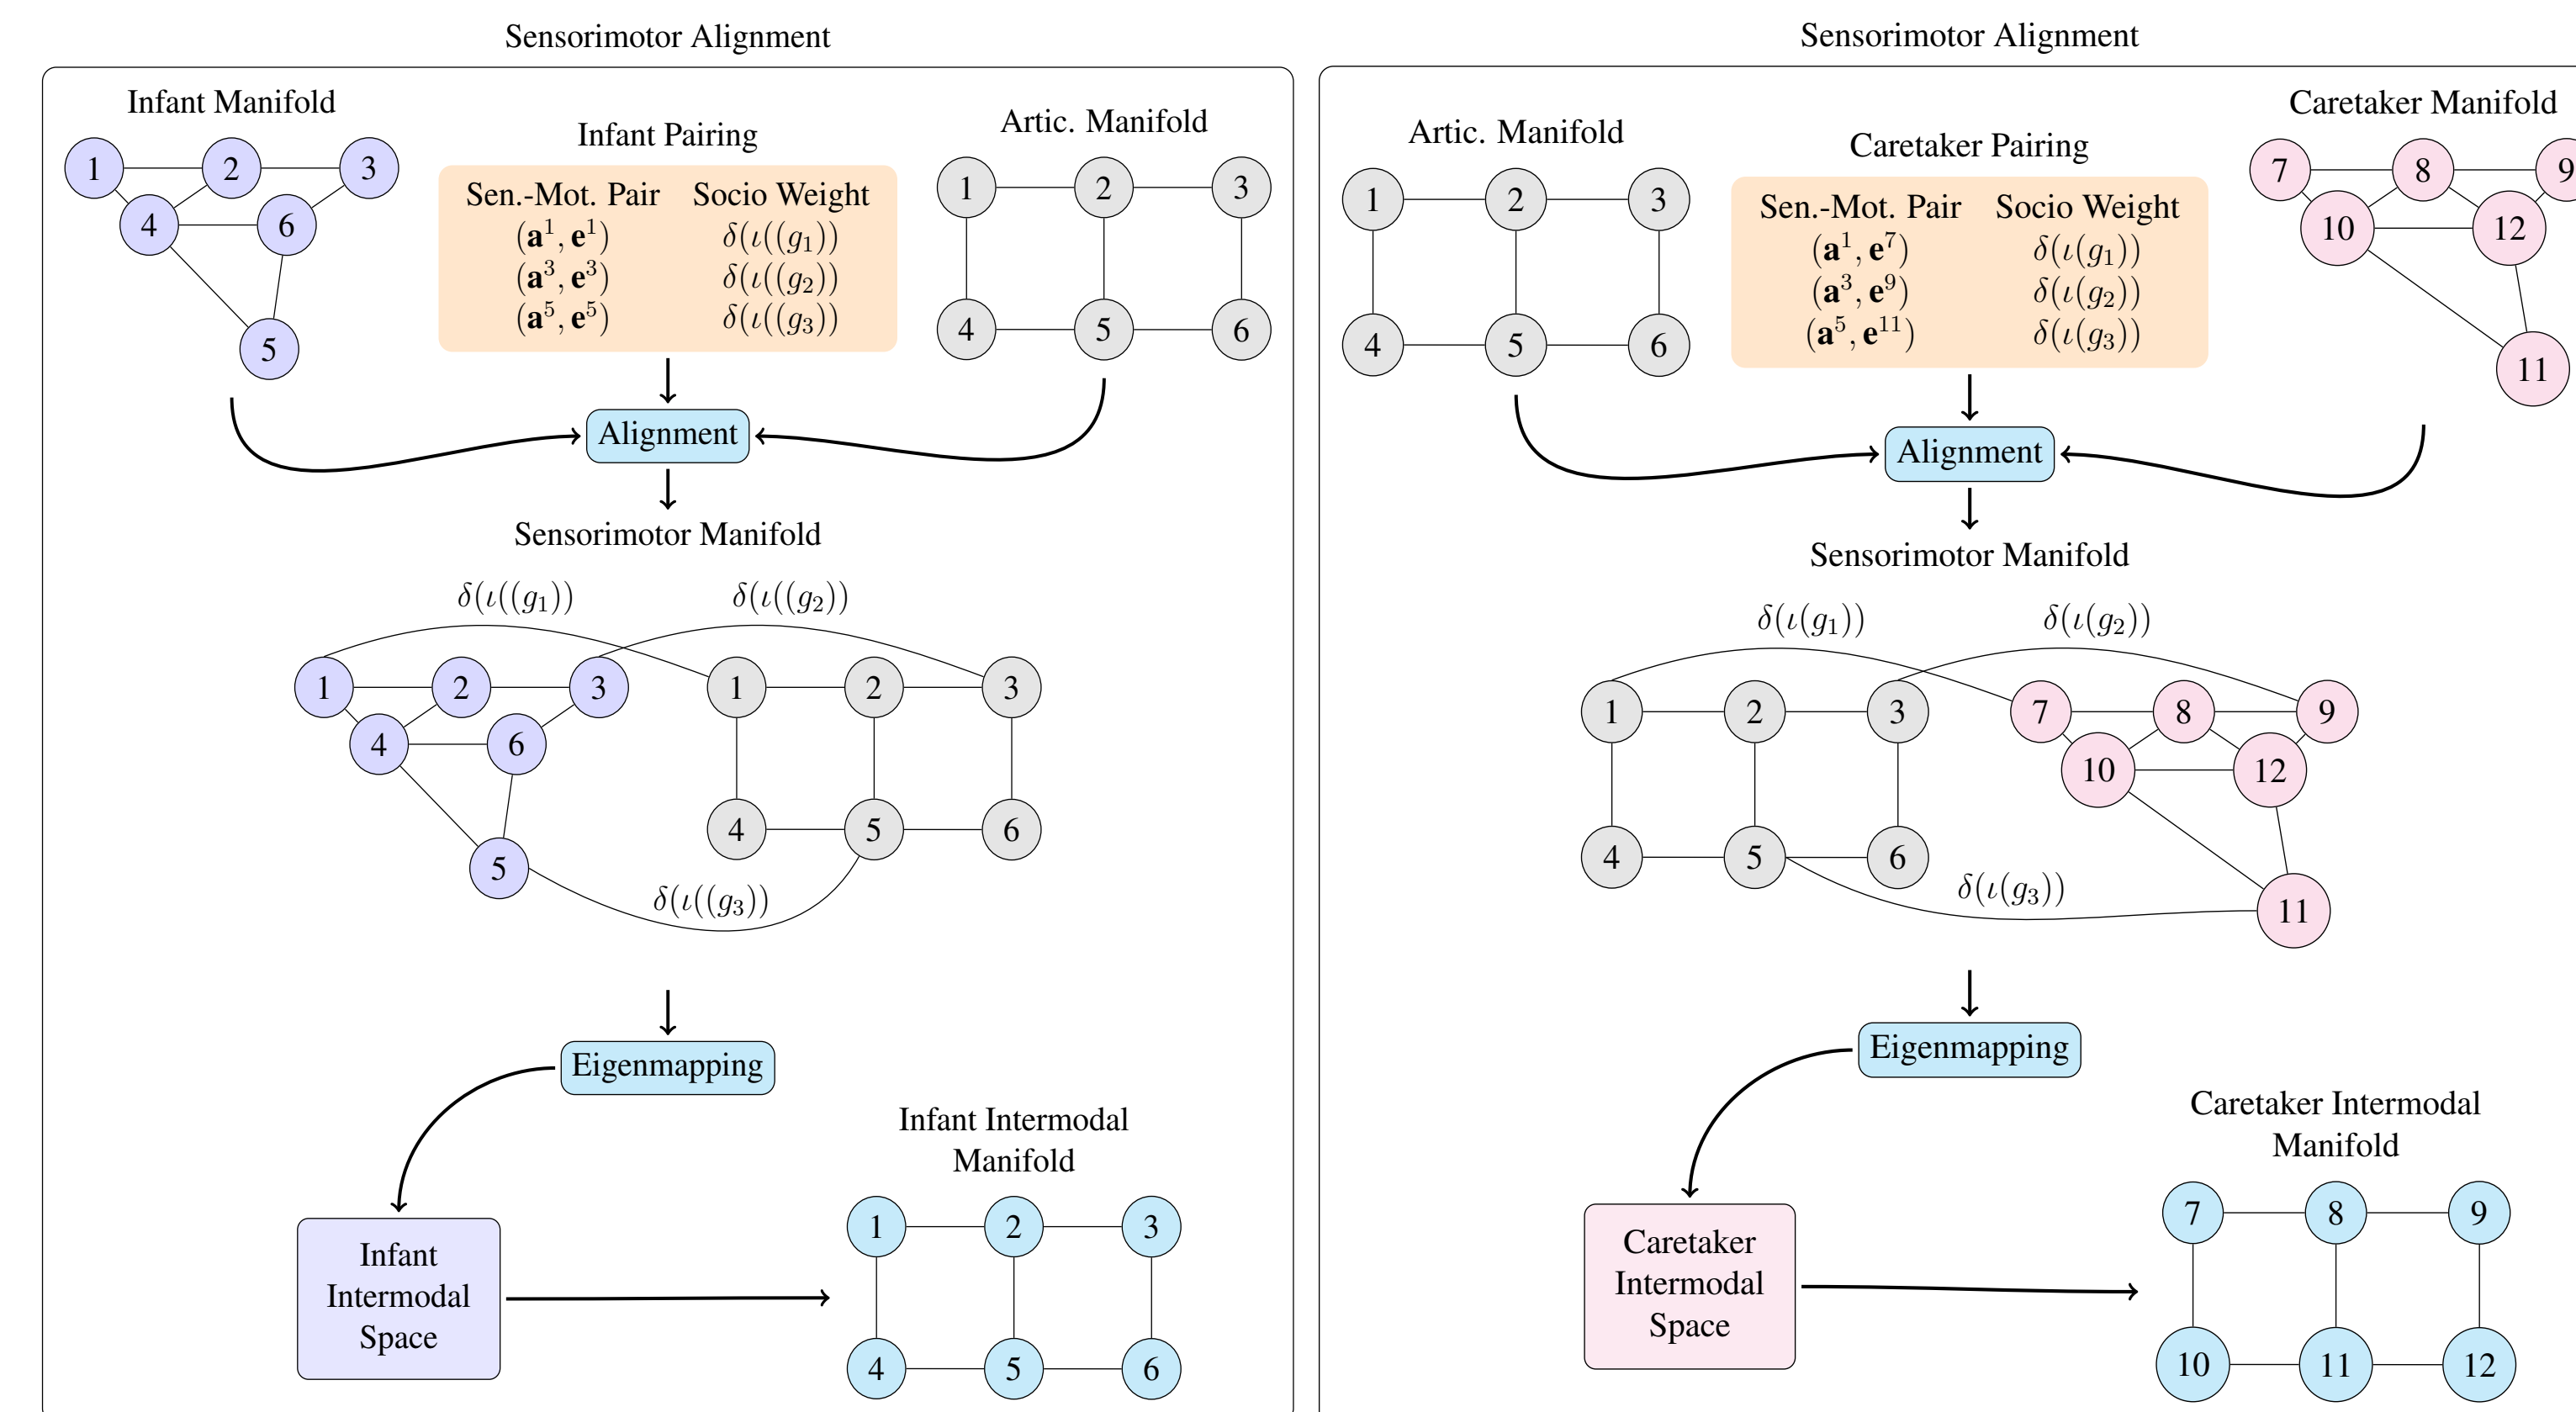 Sensorimotor Alignment
Infant Manifold
1 2 3
4 6
5
Infant Pairing
Sen.-Mot. Pair Socio Weight
(a¹, e¹) δ(ι((g₁))
(a³, e³) δ(ι((g₂))
(a⁵, e⁵) δ(ι((g₃))
Artic. Manifold
1 2 3
4 5 6
Alignment
Sensorimotor Manifold
δ(ι((g₁)) δ(ι((g₂))
1 2 3 1 2 3
4 6
4 5 6
5
δ(ι((g₃))
Eigenmapping
Infant
Intermodal
Space
Infant Intermodal
Manifold
1 2 3
4 5 6
Sensorimotor Alignment
Artic. Manifold
1 2 3
4 5 6
Caretaker Pairing
Sen.-Mot. Pair Socio Weight
(a¹, e⁷) δ(ι(g₁))
(a³, e⁹) δ(ι(g₂))
(a⁵, e¹¹) δ(ι(g₃))
Caretaker Manifold
7 8 9
10 12
11
Alignment
Sensorimotor Manifold
δ(ι(g₁)) δ(ι(g₂))
1 2 3 7 8 9
10 12
4 5 6
δ(ι(g₃))
11
Eigenmapping
Caretaker
Intermodal
Space
Caretaker Intermodal
Manifold
7 8 9
10 11 12